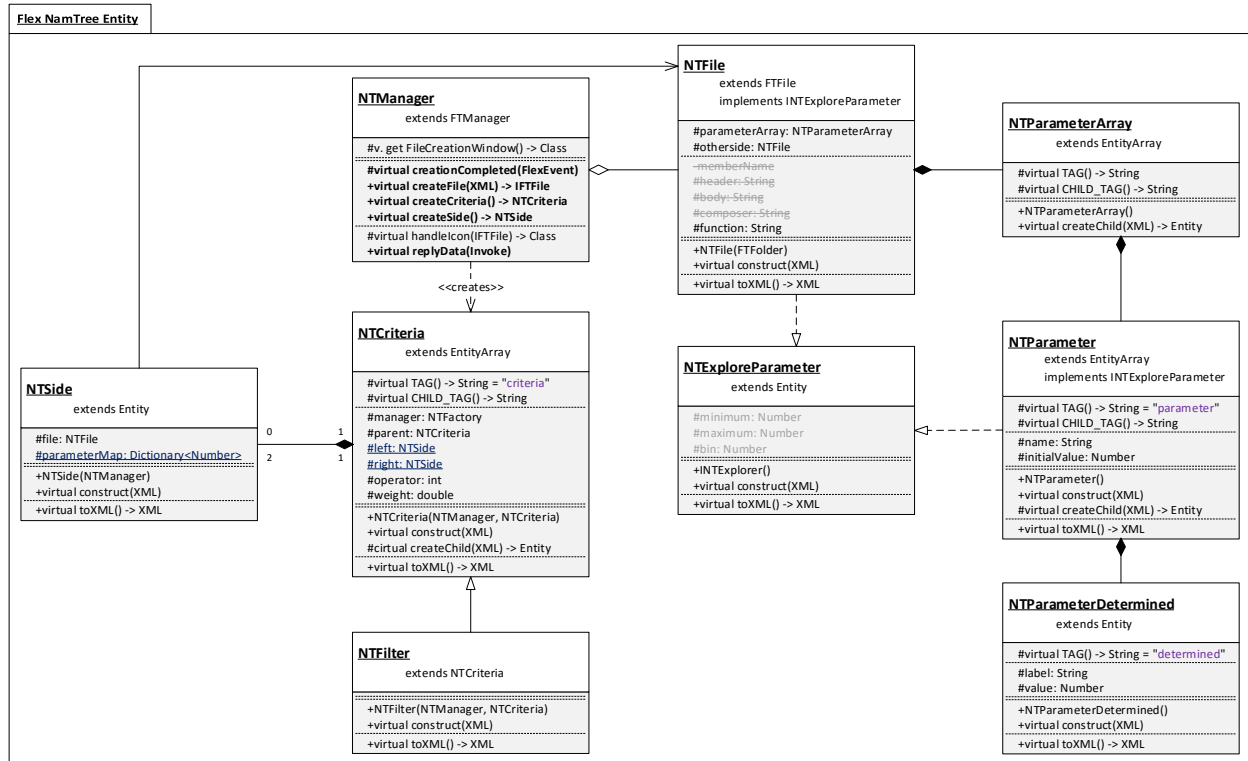 Flex NamTree Entity
NTManager
extends FTManager
#v. get FileCreationWindow() -> Class
#virtual creationCompleted(FlexEvent)
+virtual createFile(XML) -> IFTFile
+virtual createCriteria() -> NTCriteria
+virtual createSide() -> NTSide
#virtual handleIcon(IFTFile) -> Class
+virtual replyData(Invoke)
<<creates>>
NTFile
extends FTFile
implements INTExploreParameter
#parameterArray: NTParameterArray
#otherside: NTFile
-memberName
#header: String
#body: String
#composer: String
#function: String
+NTFile(FTFolder)
+virtual construct(XML)
+virtual toXML() -> XML
NTParameterArray
extends EntityArray
#virtual TAG() -> String
#virtual CHILD_TAG() -> String
+NTParameterArray()
+virtual createChild(XML) -> Entity
NTSide
extends Entity
#file: NTFile
#parameterMap: Dictionary<Number>
+NTSide(NTManager)
+virtual construct(XML)
+virtual toXML() -> XML
0
2
1
1
NTCriteria
extends EntityArray
#virtual TAG() -> String = "criteria"
#virtual CHILD_TAG() -> String
#manager: NTFactory
#parent: NTCriteria
#left: NTSide
#right: NTSide
#operator: int
#weight: double
+NTCriteria(NTManager, NTCriteria)
+virtual construct(XML)
#cirtual createChild(XML) -> Entity
+virtual toXML() -> XML
NTExploreParameter
extends Entity
#minimum: Number
#maximum: Number
#bin: Number
+INTExplorer()
+virtual construct(XML)
+virtual toXML() -> XML
NTParameter
extends EntityArray
implements INTExploreParameter
#virtual TAG() -> String = "parameter"
#virtual CHILD_TAG() -> String
#name: String
#initialValue: Number
+NTParameter()
+virtual construct(XML)
#virtual createChild(XML) -> Entity
+virtual toXML() -> XML
NTFilter
extends NTCriteria
+NTFilter(NTManager, NTCriteria)
+virtual construct(XML)
+virtual toXML() -> XML
NTParameterDetermined
extends Entity
#virtual TAG() -> String = "determined"
#label: String
#value: Number
+NTParameterDetermined()
+virtual construct(XML)
+virtual toXML() -> XML